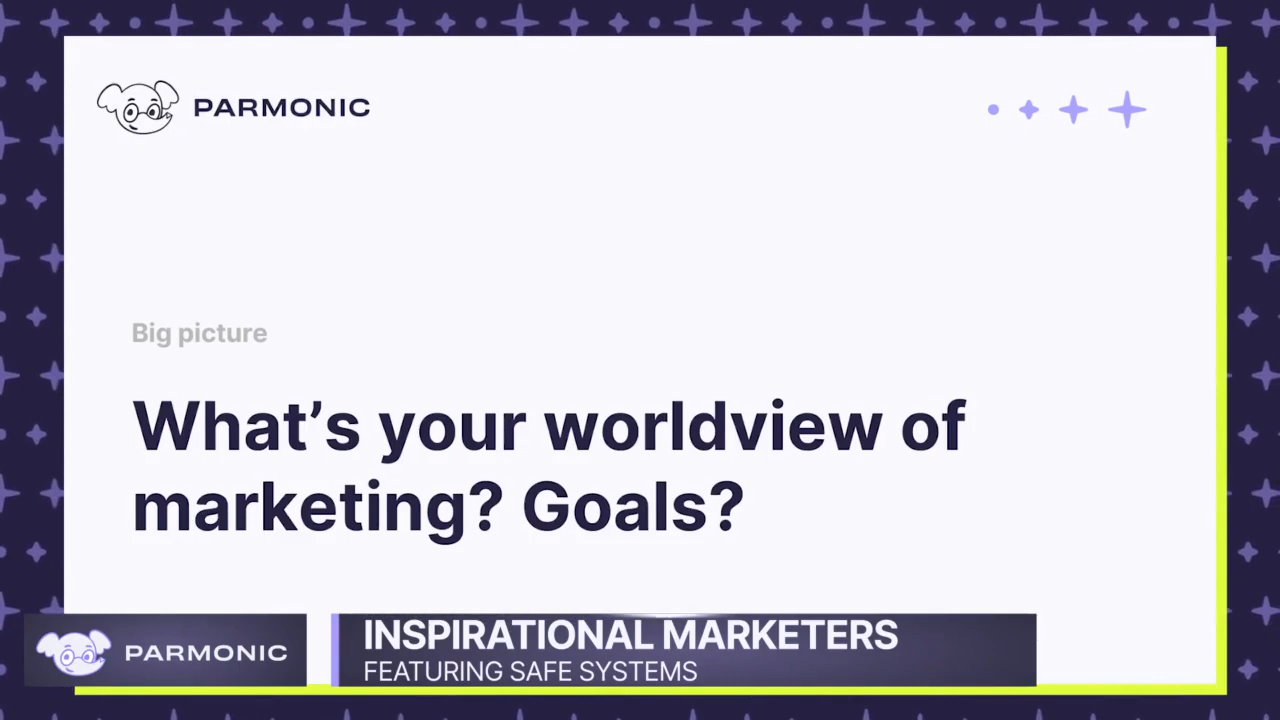 PARMONIC
Big picture
What’s your worldview of
marketing? Goals?
PARMONIC
INSPIRATIONAL MARKETERS
FEATURING SAFE SYSTEMS